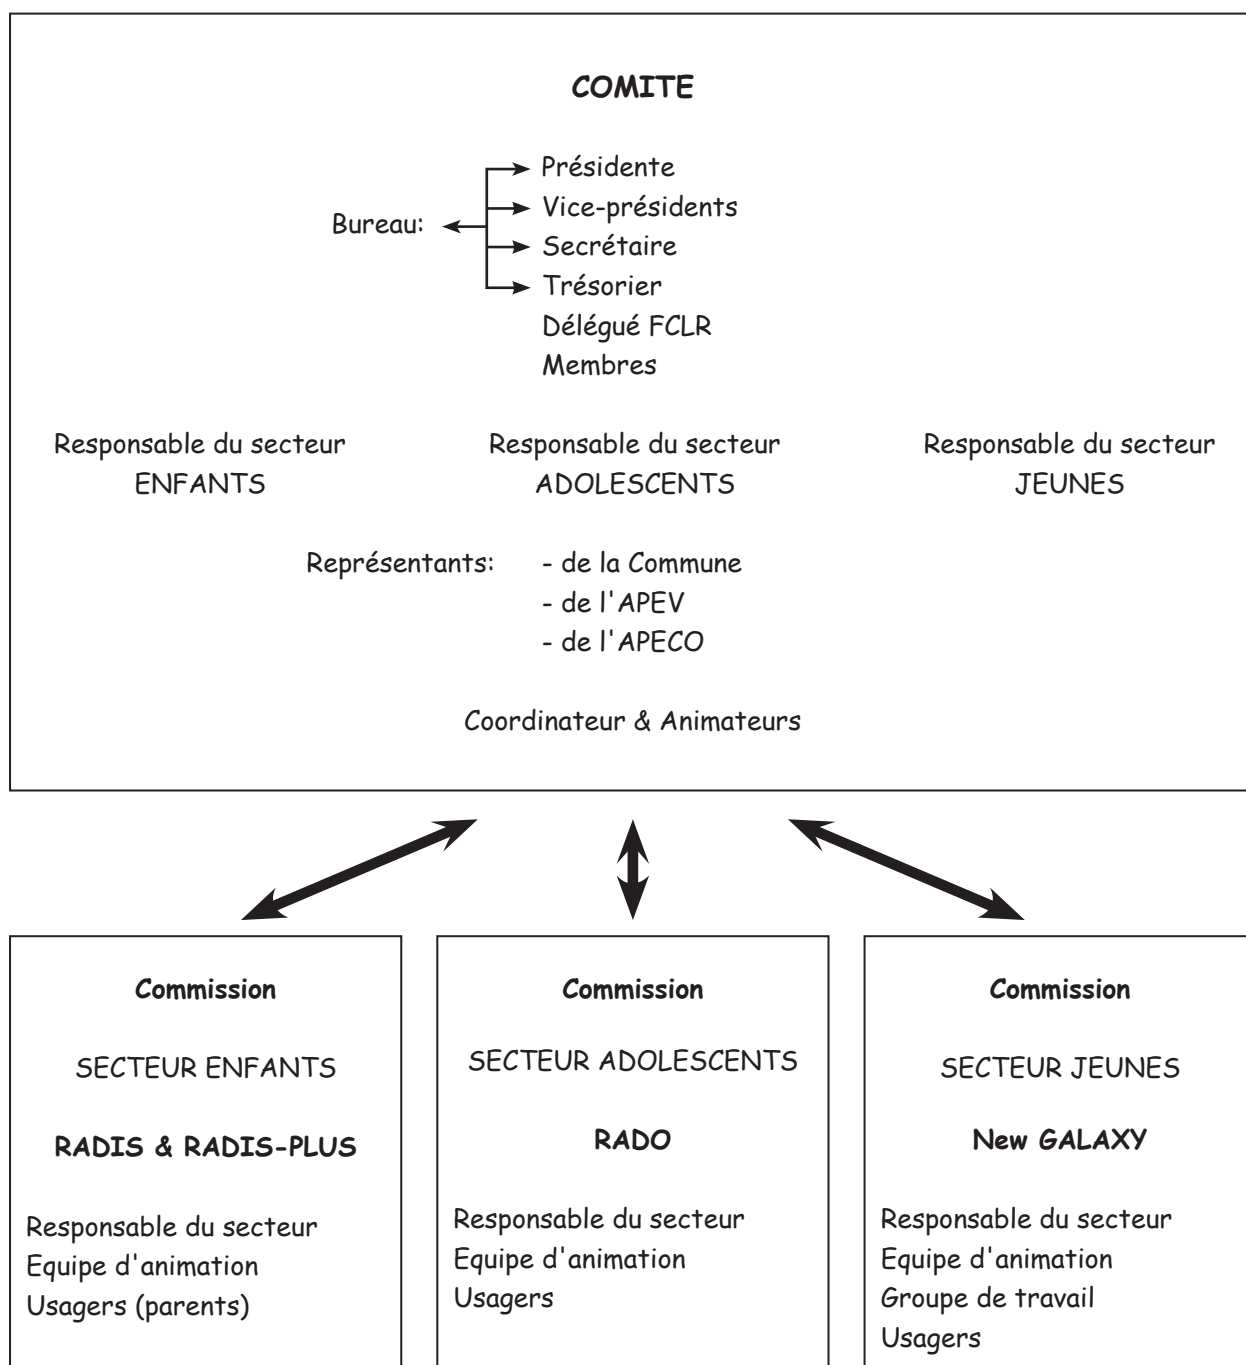 COMITE
Bureau:
Présidente
Vice-présidents
Secrétaire
Trésorier
Délégué FCLR
Membres
Responsable du secteur
ENFANTS
Responsable du secteur
ADOLESCENTS
Responsable du secteur
JEUNES
Représentants:
- de la Commune
- de l'APEV
- de l'APECO
Coordinateur & Animateurs
Commission
SECTEUR ENFANTS
RADIS & RADIS-PLUS
Responsable du secteur
Equipe d'animation
Usagers (parents)
Commission
SECTEUR ADOLESCENTS
RADO
Responsable du secteur
Equipe d'animation
Usagers
Commission
SECTEUR JEUNES
New GALAXY
Responsable du secteur
Equipe d'animation
Groupe de travail
Usagers